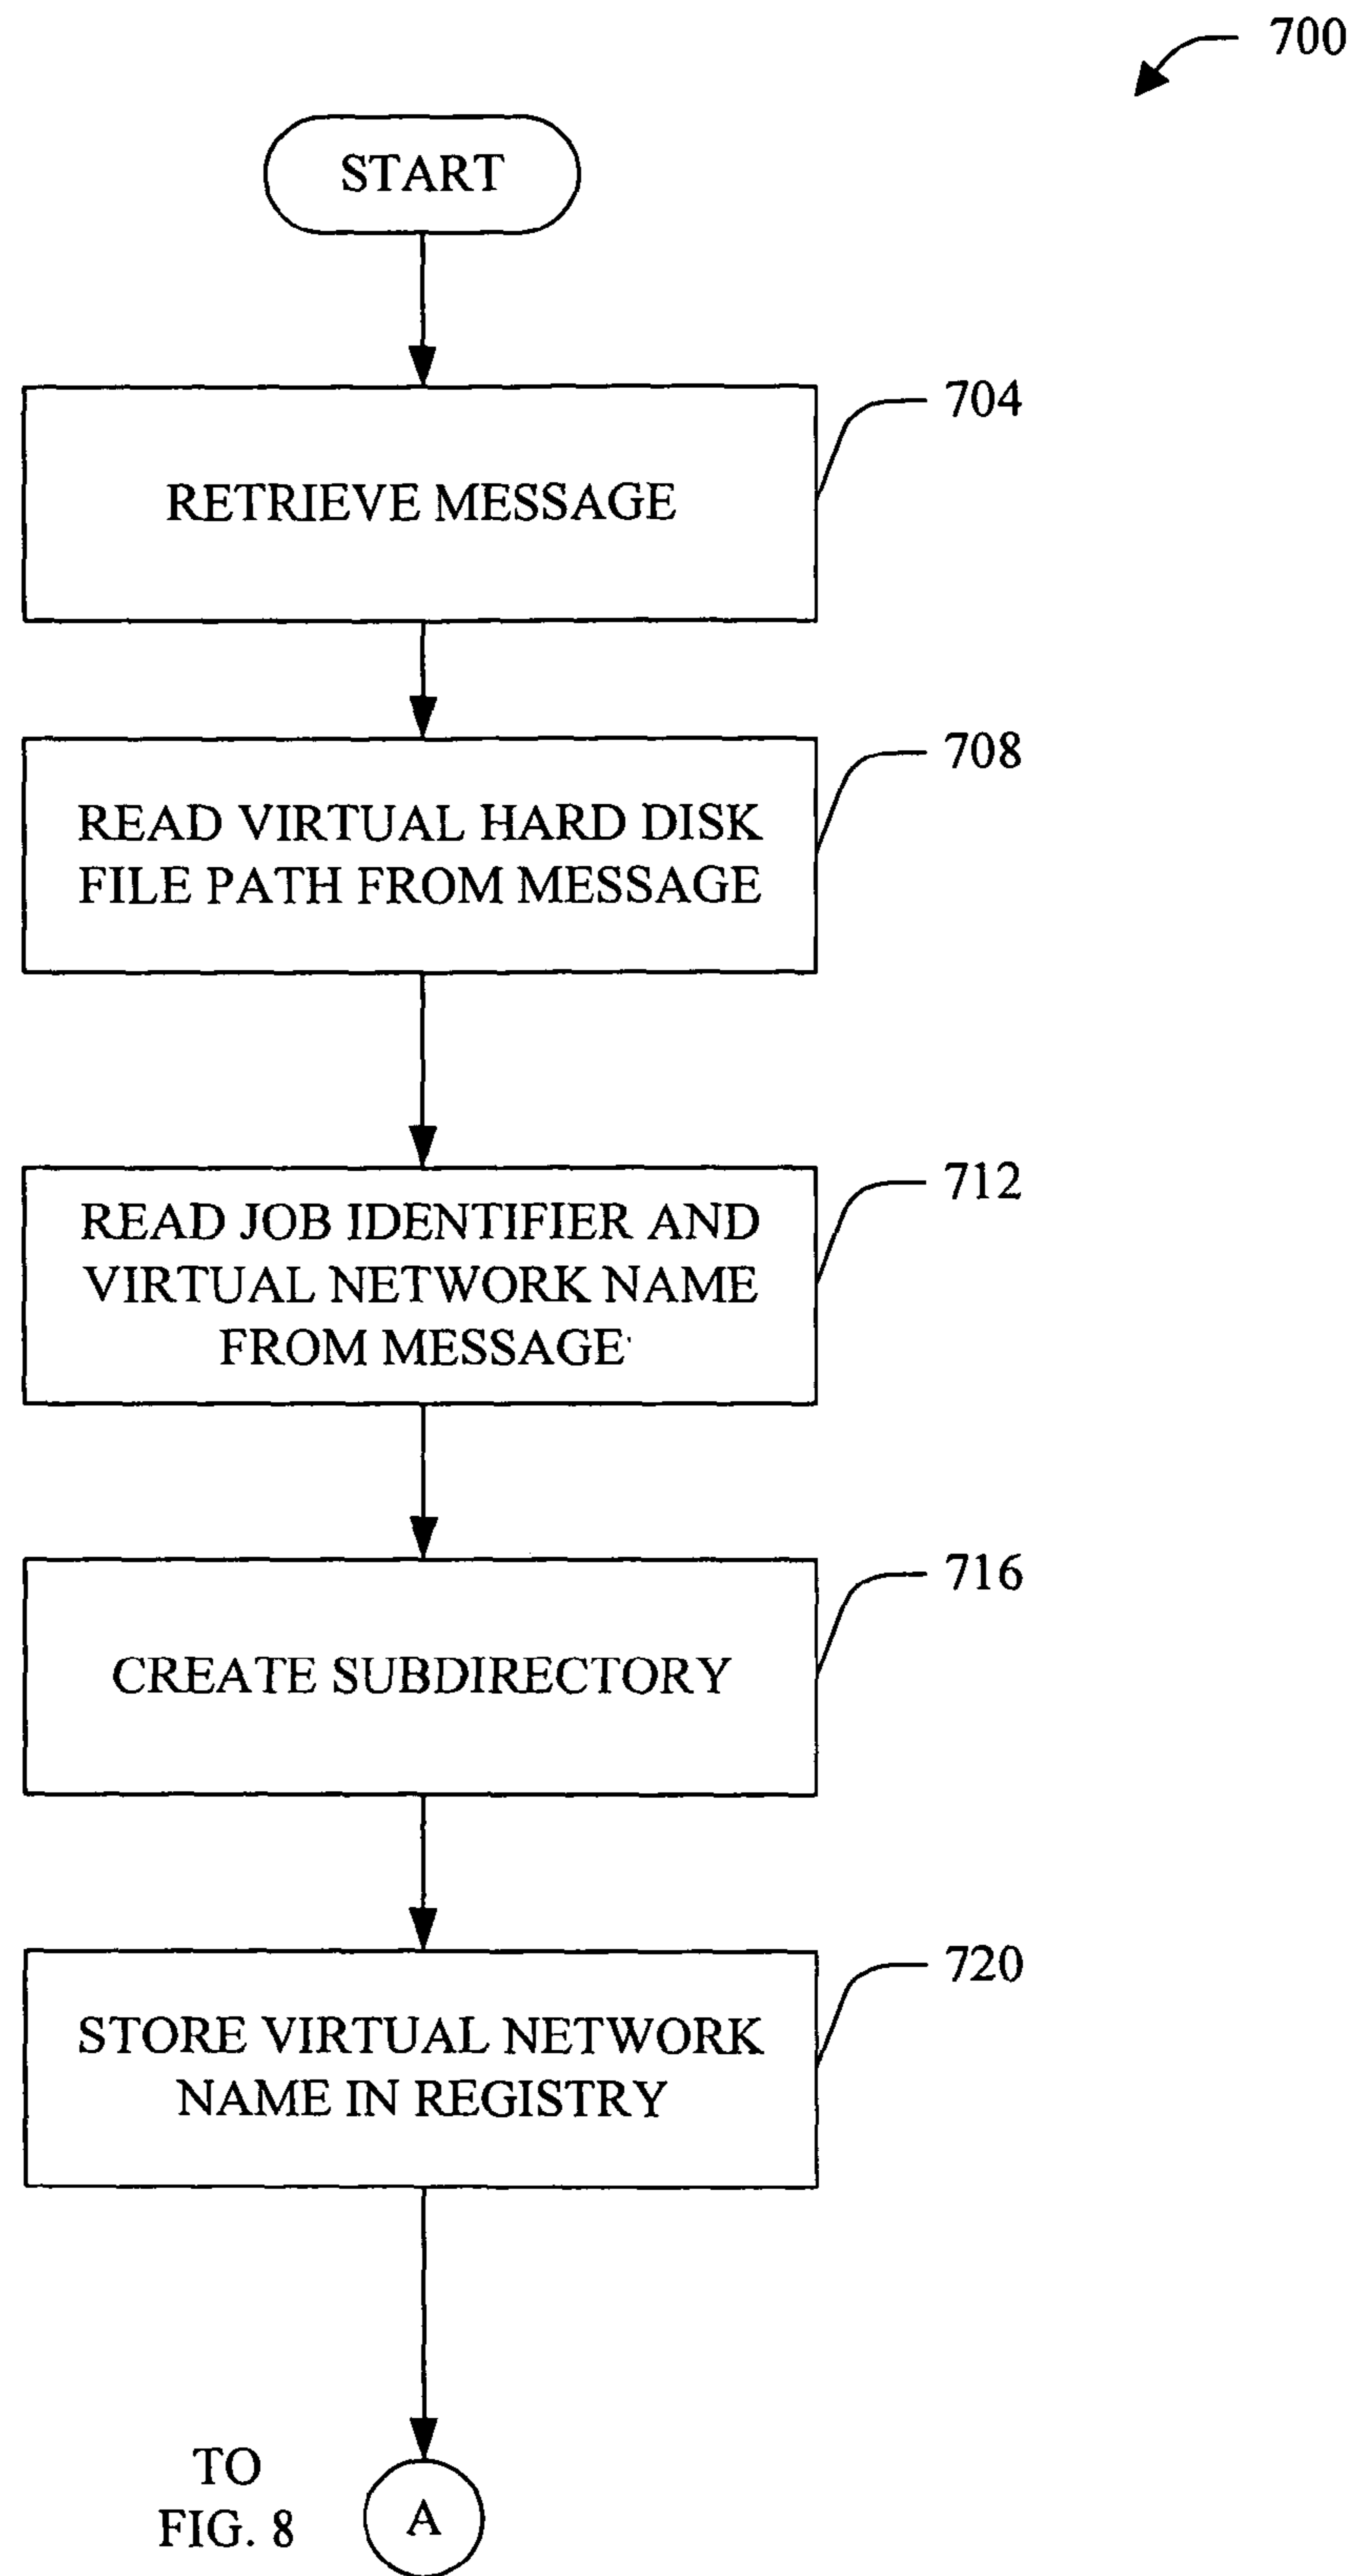 700
START
704
RETRIEVE MESSAGE
708
READ VIRTUAL HARD DISK
FILE PATH FROM MESSAGE
712
READ JOB IDENTIFIER AND
VIRTUAL NETWORK NAME
FROM MESSAGE
716
CREATE SUBDIRECTORY
720
STORE VIRTUAL NETWORK
NAME IN REGISTRY
TO
FIG. 8
A